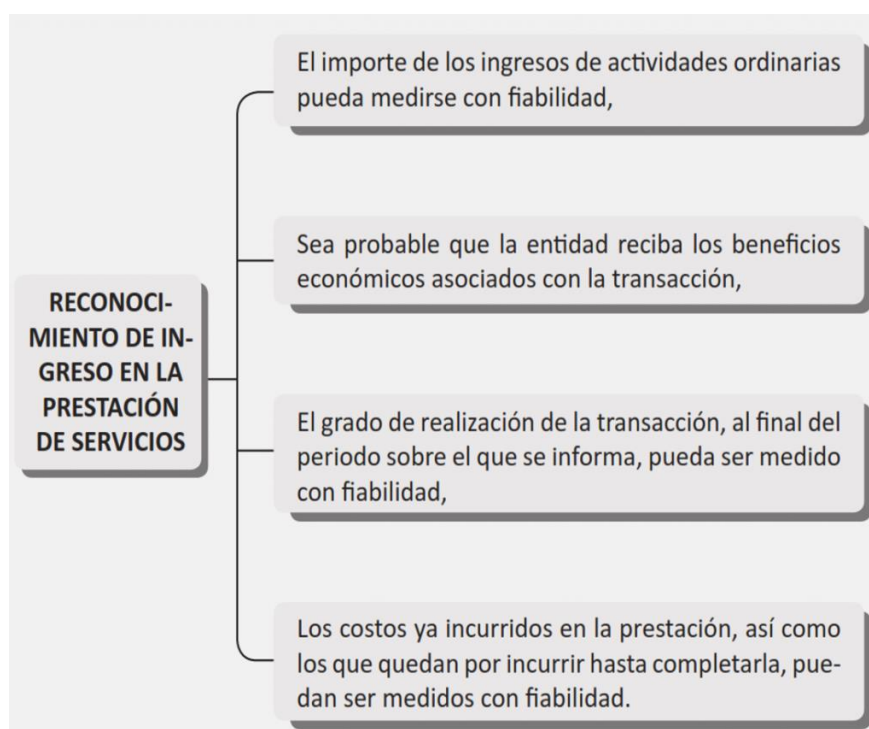 El importe de los ingresos de actividades ordinarias
pueda medirse con fiabilidad,
Sea probable que la entidad reciba los beneficios
económicos asociados con la transacción,
RECONOCI-
MIENTO DE IN-
GRESO EN LA
PRESTACIÓN
DE SERVICIOS
El grado de realización de la transacción, al final del
periodo sobre el que se informa, pueda ser medido
con fiabilidad,
Los costos ya incurridos en la prestación, así como
los que quedan por incurrir hasta completarla, pue-
dan ser medidos con fiabilidad.